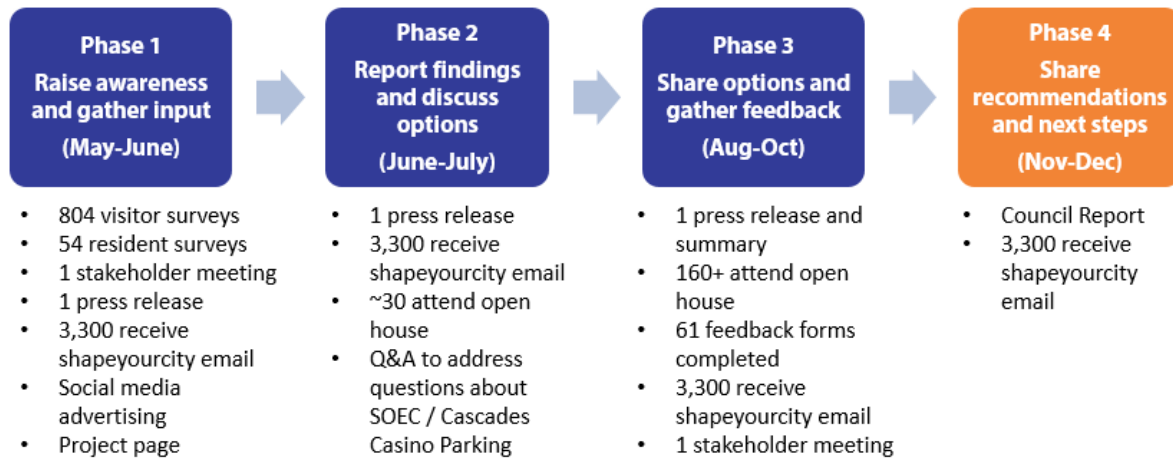 Phase 1
Raise awareness
and gather input
(May-June)
• 804 visitor surveys
• 54 resident surveys
• 1 stakeholder meeting
• 1 press release
• 3,300 receive
shapeyourcity email
• Social media
advertising
• Project page
Phase 2
Report findings
and discuss
options
(June-July)
• 1 press release
• 3,300 receive
shapeyourcity email
• ~30 attend open
house
• Q&A to address
questions about
SOEC / Cascades
Casino Parking
Phase 3
Share options and
gather feedback
(Aug-Oct)
• 1 press release and
summary
• 160+ attend open
house
• 61 feedback forms
completed
• 3,300 receive
shapeyourcity email
• 1 stakeholder meeting
Phase 4
Share
recommendations
and next steps
(Nov-Dec)
• Council Report
• 3,300 receive
shapeyourcity
email